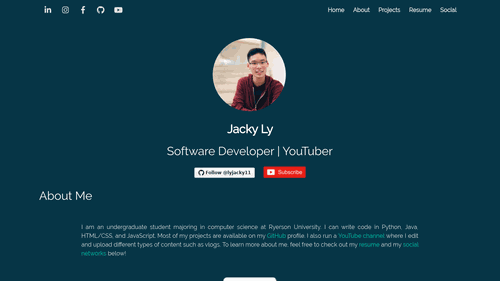 Home About Projects Resume Social
Jacky Ly
Software Developer | YouTuber
Follow @lyjacky11 Subscribe
About Me
I am an undergraduate student majoring in computer science at Ryerson University. I can write code in Python, Java,
HTML/CSS, and JavaScript. Most of my projects are available on my GitHub profile. I also run a YouTube channel where I edit
and upload different types of content such as vlogs. To learn more about me, feel free to check out my resume and my social
networks below!